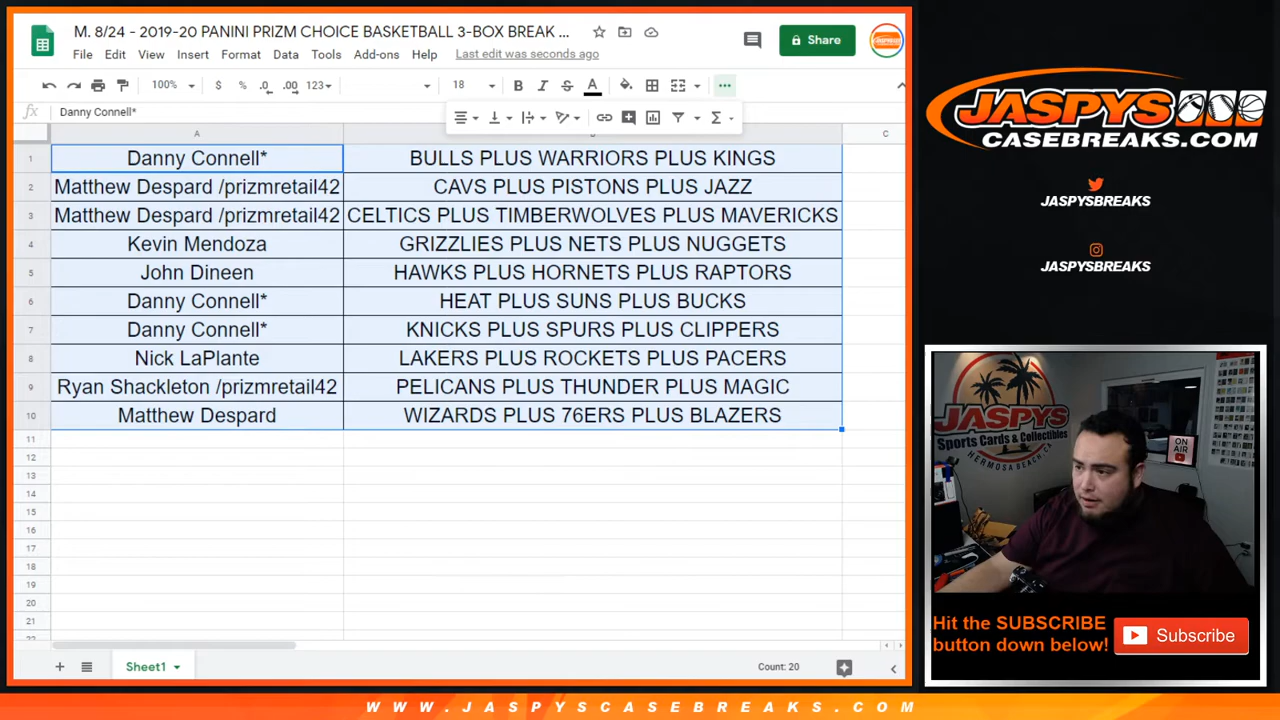 M. 8/24 - 2019-20 PANINI PRIZM CHOICE BASKETBALL 3-BOX BREAK ...
File Edit View Insert Format Data Tools Add-ons Help Last edit was seconds ago
Share
100% $ % .0 .00 123 18 B I S A
fx Danny Connell*
A B C
1 Danny Connell* BULLS PLUS WARRIORS PLUS KINGS
2 Matthew Despard /prizmretail42 CAVS PLUS PISTONS PLUS JAZZ
3 Matthew Despard /prizmretail42 CELTICS PLUS TIMBERWOLVES PLUS MAVERICKS
4 Kevin Mendoza GRIZZLIES PLUS NETS PLUS NUGGETS
5 John Dineen HAWKS PLUS HORNETS PLUS RAPTORS
6 Danny Connell* HEAT PLUS SUNS PLUS BUCKS
7 Danny Connell* KNICKS PLUS SPURS PLUS CLIPPERS
8 Nick LaPlante LAKERS PLUS ROCKETS PLUS PACERS
9 Ryan Shackleton /prizmretail42 PELICANS PLUS THUNDER PLUS MAGIC
10 Matthew Despard WIZARDS PLUS 76ERS PLUS BLAZERS
11
12
13
14
15
16
17
18
19
20
21
22
Sheet1 Count: 20
JASPYS
CASEBREAKS.COM
JASPYSBREAKS
JASPYSBREAKS
JASPYS
Sports Cards & Collectibles
HERMOSA BEACH, CA
ON AIR
Hit the SUBSCRIBE
button down below!
Subscribe
WWW.JASPYSCASEBREAKS.COM